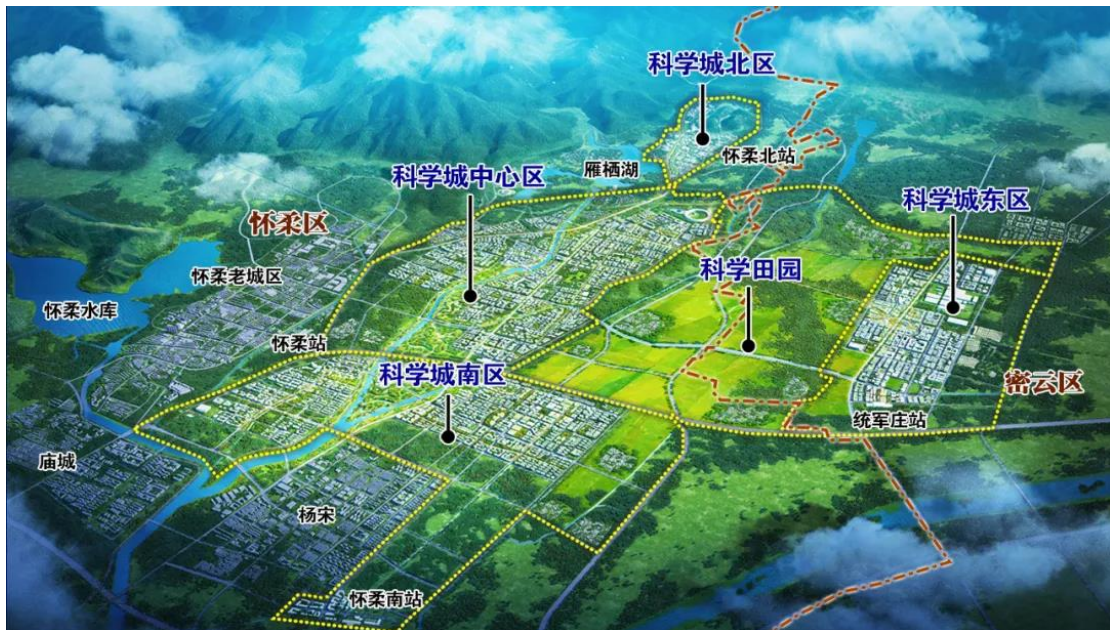 科学城北区
怀柔北站
雁栖湖
科学城中心区
科学城东区
怀柔区
科学田园
怀柔老城区
怀柔水库
怀柔站
科学城南区
密云区
统军庄站
庙城
杨宋
怀柔南站